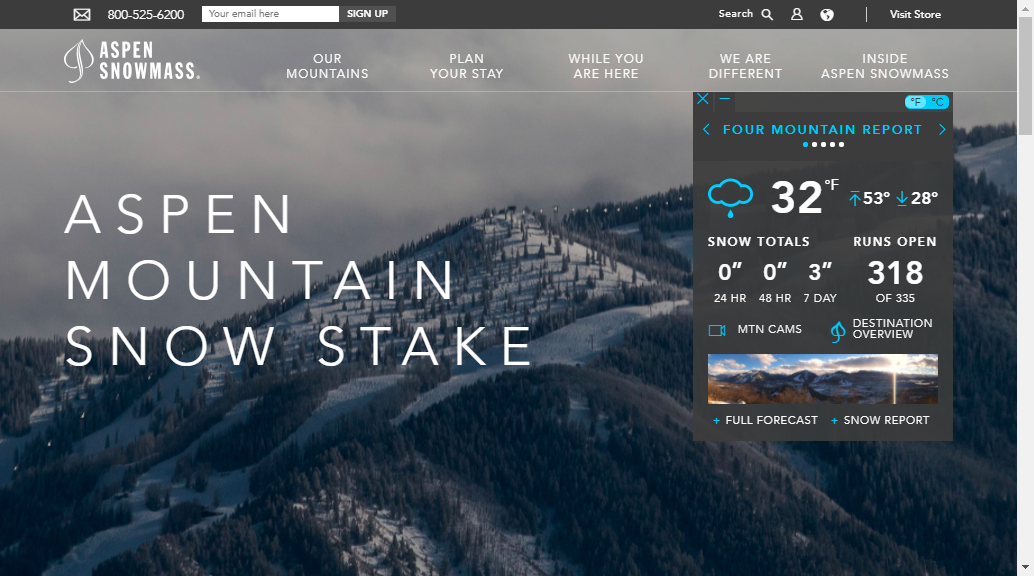 800-525-6200
Your email here
SIGN UP
Search
Visit Store
ASPEN
SNOWMASS.
OUR
MOUNTAINS
PLAN
YOUR STAY
WHILE YOU
ARE HERE
WE ARE
DIFFERENT
INSIDE
ASPEN SNOWMASS
°F °C
FOUR MOUNTAIN REPORT
32°F 53° 28°
SNOW TOTALS
0” 0” 3”
24 HR 48 HR 7 DAY
RUNS OPEN
318
OF 335
MTN CAMS
DESTINATION
OVERVIEW
+ FULL FORECAST + SNOW REPORT
ASPEN
MOUNTAIN
SNOW STAKE